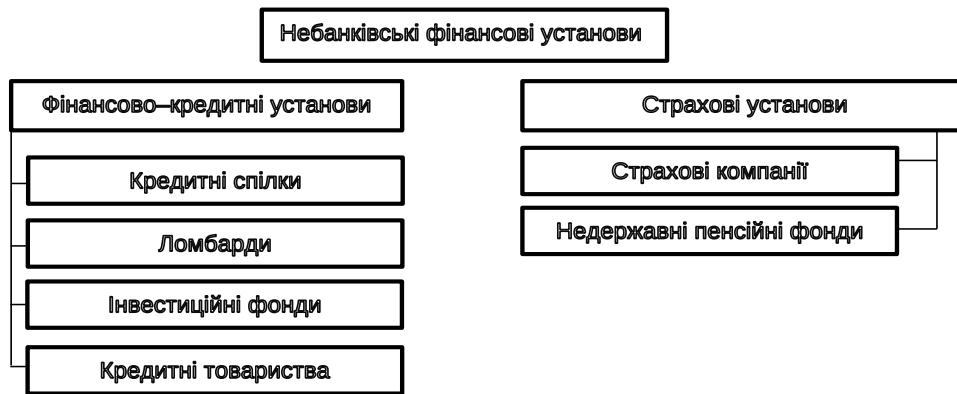 Небанківські фінансові установи
Фінансово–кредитні установи
Кредитні спілки
Ломбарди
Інвестиційні фонди
Кредитні товариства
Страхові установи
Страхові компанії
Недержавні пенсійні фонди